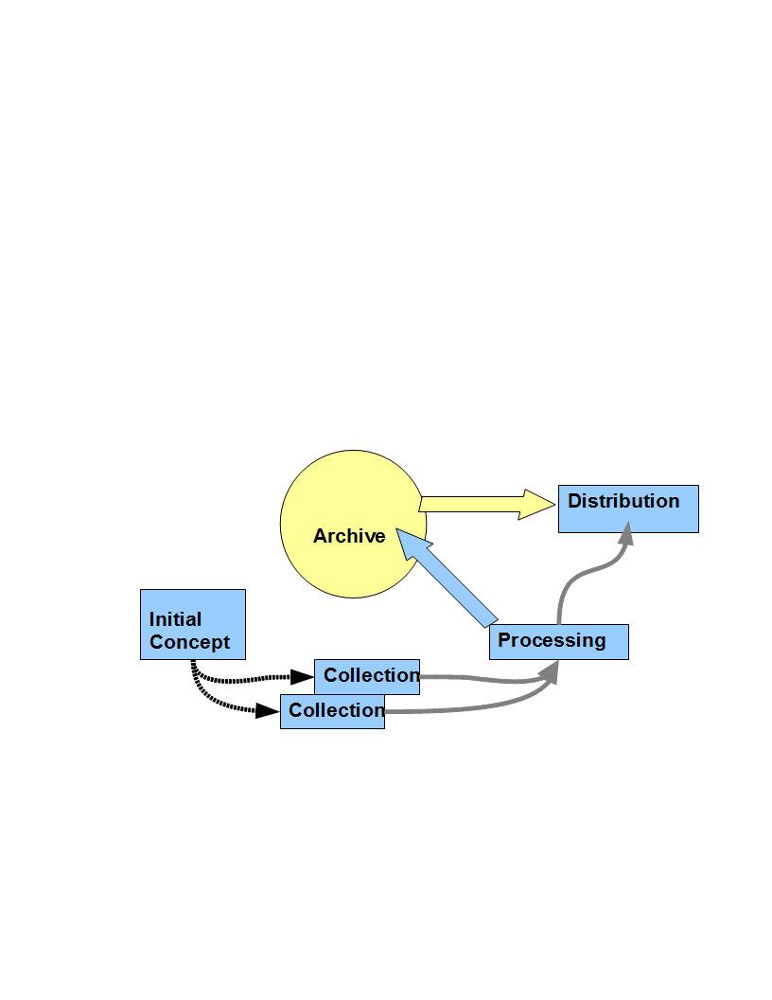 Distribution
Archive
Initial
Concept
Processing
Collection
Collection